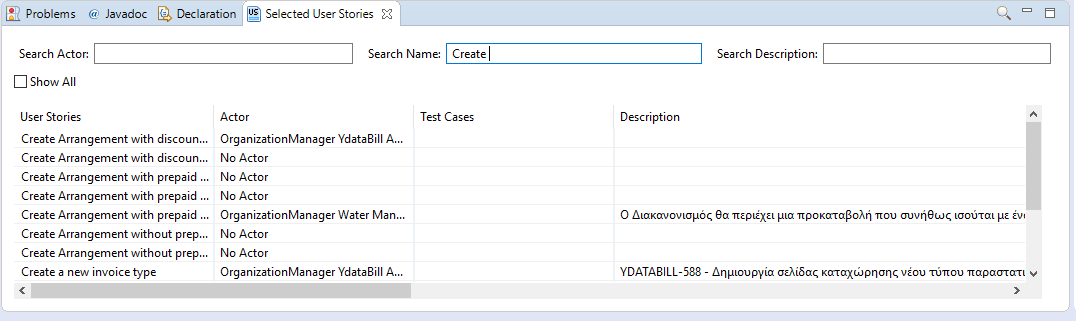 Problems @ Javadoc Declaration Selected User Stories
Search Actor: Search Name: Create Search Description:
Show All
User Stories Actor Test Cases Description
Create Arrangement with discoun... OrganizationManager YdataBill A...
Create Arrangement with discoun... No Actor
Create Arrangement with prepaid ... No Actor
Create Arrangement with prepaid ... No Actor
Create Arrangement with prepaid ... OrganizationManager Water Man... Ο Διακανονισμός θα περιέχει μια προκαταβολή που συνήθως ισούται με ένα
Create Arrangement without prep... No Actor
Create Arrangement without prep... No Actor
Create a new invoice type OrganizationManager YdataBill A... YDATABILL-588 - Δημιουργία σελίδας καταχώρησης νέου τύπου παραστατι